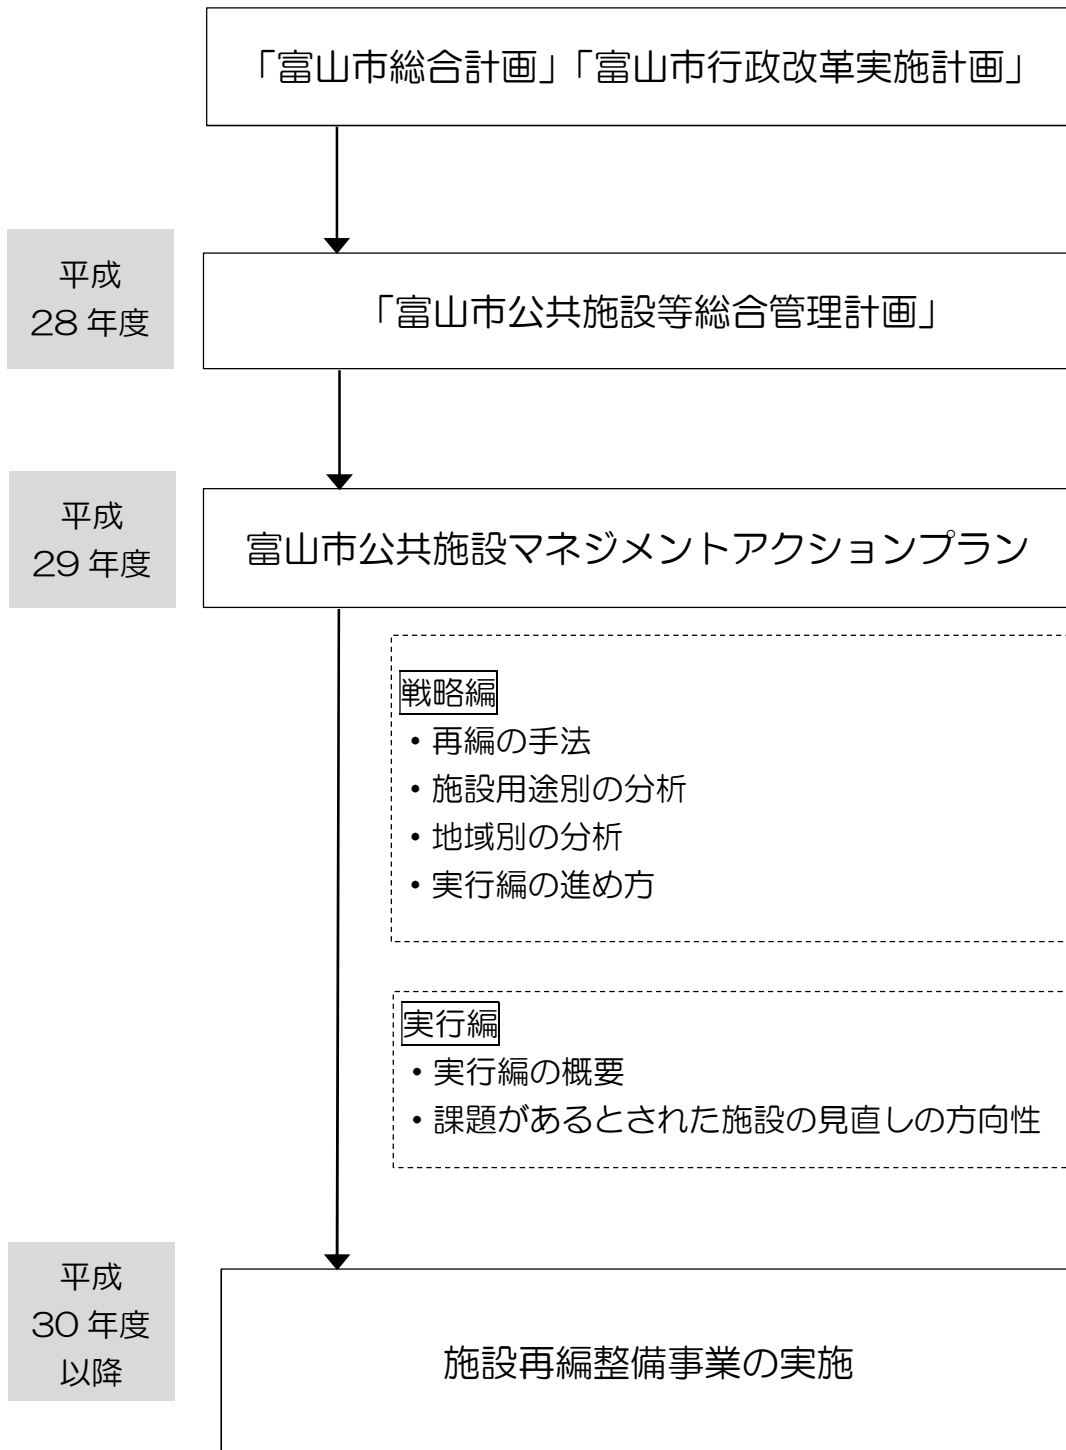 「富山市総合計画」「富山市行政改革実施計画」
平成
28 年度
「富山市公共施設等総合管理計画」
平成
29 年度
富山市公共施設マネジメントアクションプラン
戦略編
・再編の手法
・施設用途別の分析
・地域別の分析
・実行編の進め方
実行編
・実行編の概要
・課題があるとされた施設の見直しの方向性
平成
30 年度
以降
施設再編整備事業の実施